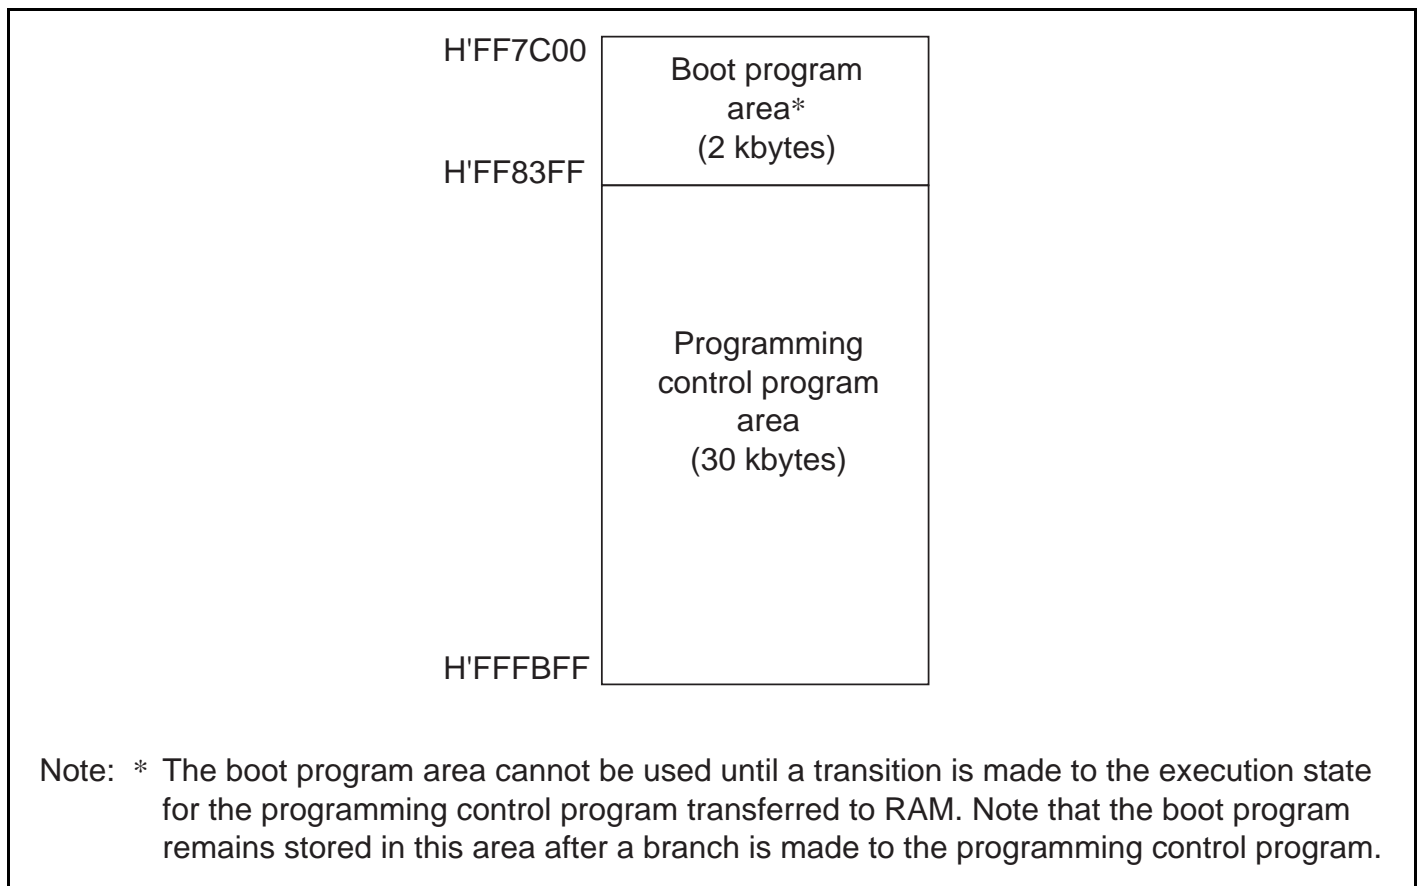 H'FF7C00
Boot program
area*
(2 kbytes)
H'FF83FF
Programming
control program
area
(30 kbytes)
H'FFFBFF
Note: * The boot program area cannot be used until a transition is made to the execution state
for the programming control program transferred to RAM. Note that the boot program
remains stored in this area after a branch is made to the programming control program.